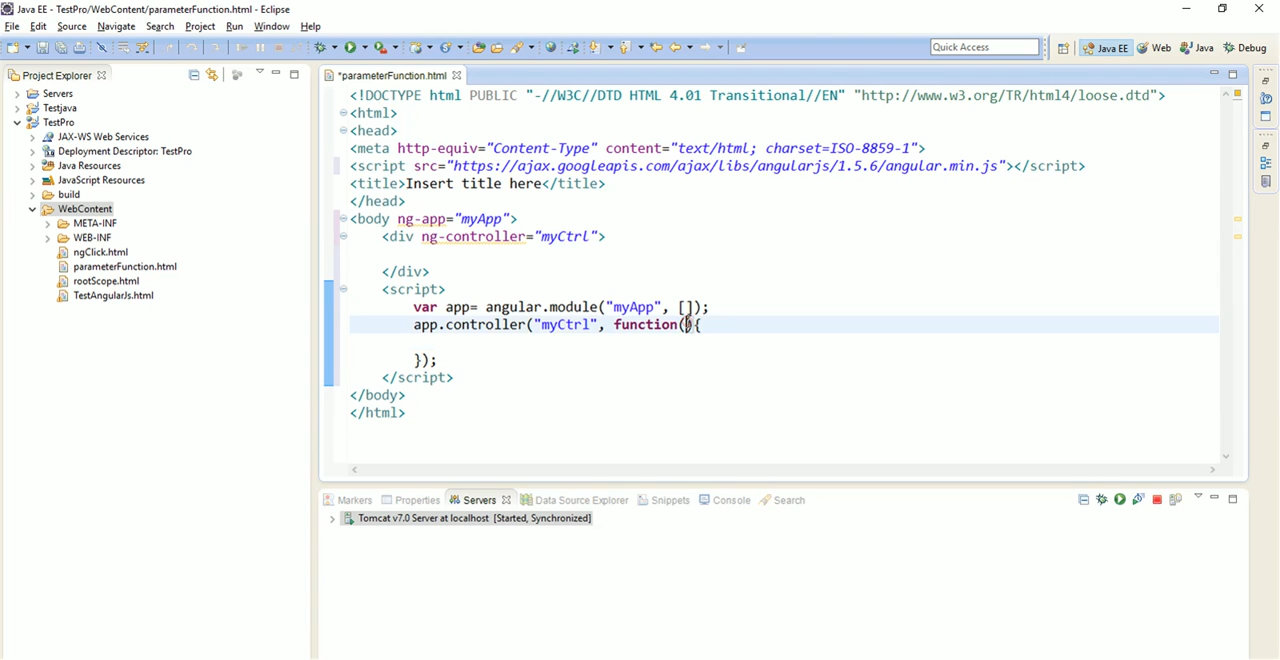 Java EE - TestPro/WebContent/parameterFunction.html - Eclipse
File Edit Source Navigate Search Project Run Window Help
Quick Access
Java EE
Web
Java
Debug
Project Explorer
Servers
Testjava
TestPro
JAX-WS Web Services
Deployment Descriptor: TestPro
Java Resources
JavaScript Resources
build
WebContent
META-INF
WEB-INF
ngClick.html
parameterFunction.html
rootScope.html
TestAngularJs.html
*parameterFunction.html
<!DOCTYPE html PUBLIC "-//W3C//DTD HTML 4.01 Transitional//EN" "http://www.w3.org/TR/html4/loose.dtd">
<html>
<head>
<meta http-equiv="Content-Type" content="text/html; charset=ISO-8859-1">
<script src="https://ajax.googleapis.com/ajax/libs/angularjs/1.5.6/angular.min.js"></script>
<title>Insert title here</title>
</head>
<body ng-app="myApp">
<div ng-controller="myCtrl">
</div>
<script>
var app= angular.module("myApp", []);
app.controller("myCtrl", function(){
});
</script>
</body>
</html>
Markers Properties Servers Data Source Explorer Snippets Console Search
Tomcat v7.0 Server at localhost [Started, Synchronized]